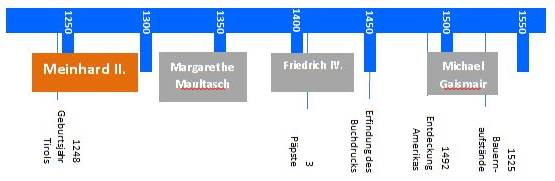 1250
1300
1350
1400
1450
1500
1550
Meinhard II.
Margarethe
Maultasch
Friedrich IV.
Michael
Gaismair
1248
Geburtsjahr
Tirols
3
Päpste
Erfindung des
Buchdrucks
1492
Entdeckung
Amerikas
1525
Bauern-
aufstände